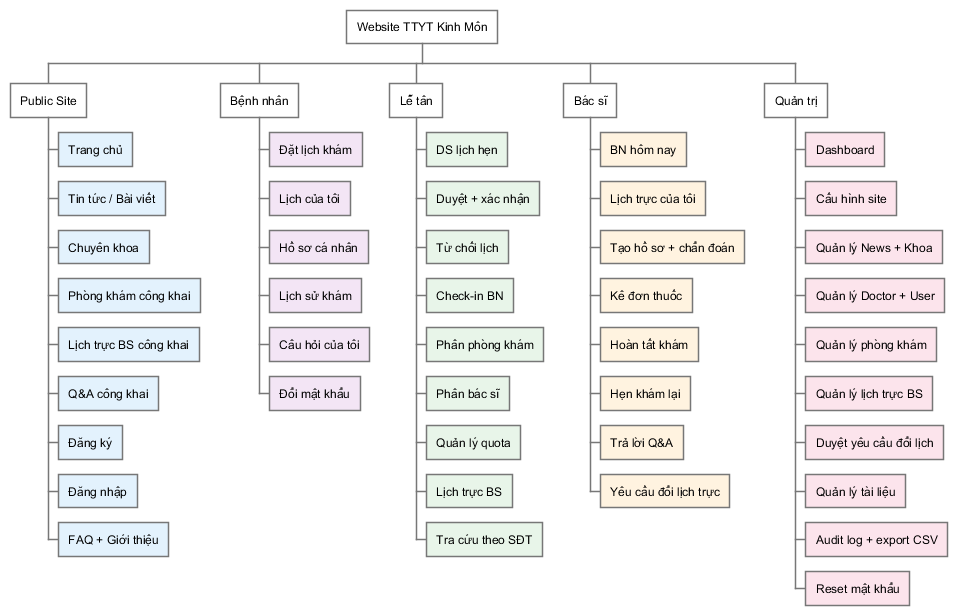 Website TTYT Kinh Môn
Public Site
Trang chủ
Tin tức / Bài viết
Chuyên khoa
Phòng khám công khai
Lịch trực BS công khai
Q&A công khai
Đăng ký
Đăng nhập
FAQ + Giới thiệu
Bệnh nhân
Đặt lịch khám
Lịch của tôi
Hồ sơ cá nhân
Lịch sử khám
Câu hỏi của tôi
Đổi mật khẩu
Lễ tân
DS lịch hẹn
Duyệt + xác nhận
Từ chối lịch
Check-in BN
Phân phòng khám
Phân bác sĩ
Quản lý quota
Lịch trực BS
Tra cứu theo SĐT
Bác sĩ
BN hôm nay
Lịch trực của tôi
Tạo hồ sơ + chẩn đoán
Kê đơn thuốc
Hoàn tất khám
Hẹn khám lại
Trả lời Q&A
Yêu cầu đổi lịch trực
Quản trị
Dashboard
Cấu hình site
Quản lý News + Khoa
Quản lý Doctor + User
Quản lý phòng khám
Quản lý lịch trực BS
Duyệt yêu cầu đổi lịch
Quản lý tài liệu
Audit log + export CSV
Reset mật khẩu